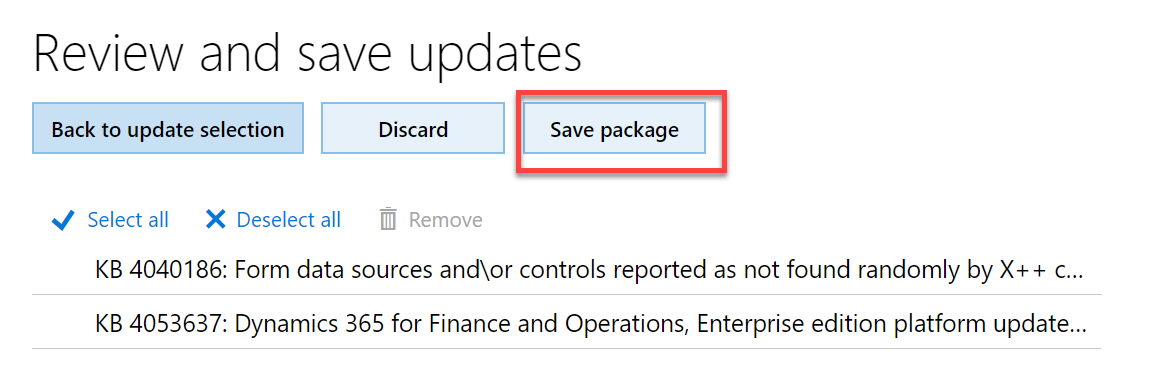 Review and save updates
Back to update selection Discard Save package
Select all Deselect all Remove
KB 4040186: Form data sources and\or controls reported as not found randomly by X++ c...
KB 4053637: Dynamics 365 for Finance and Operations, Enterprise edition platform update...